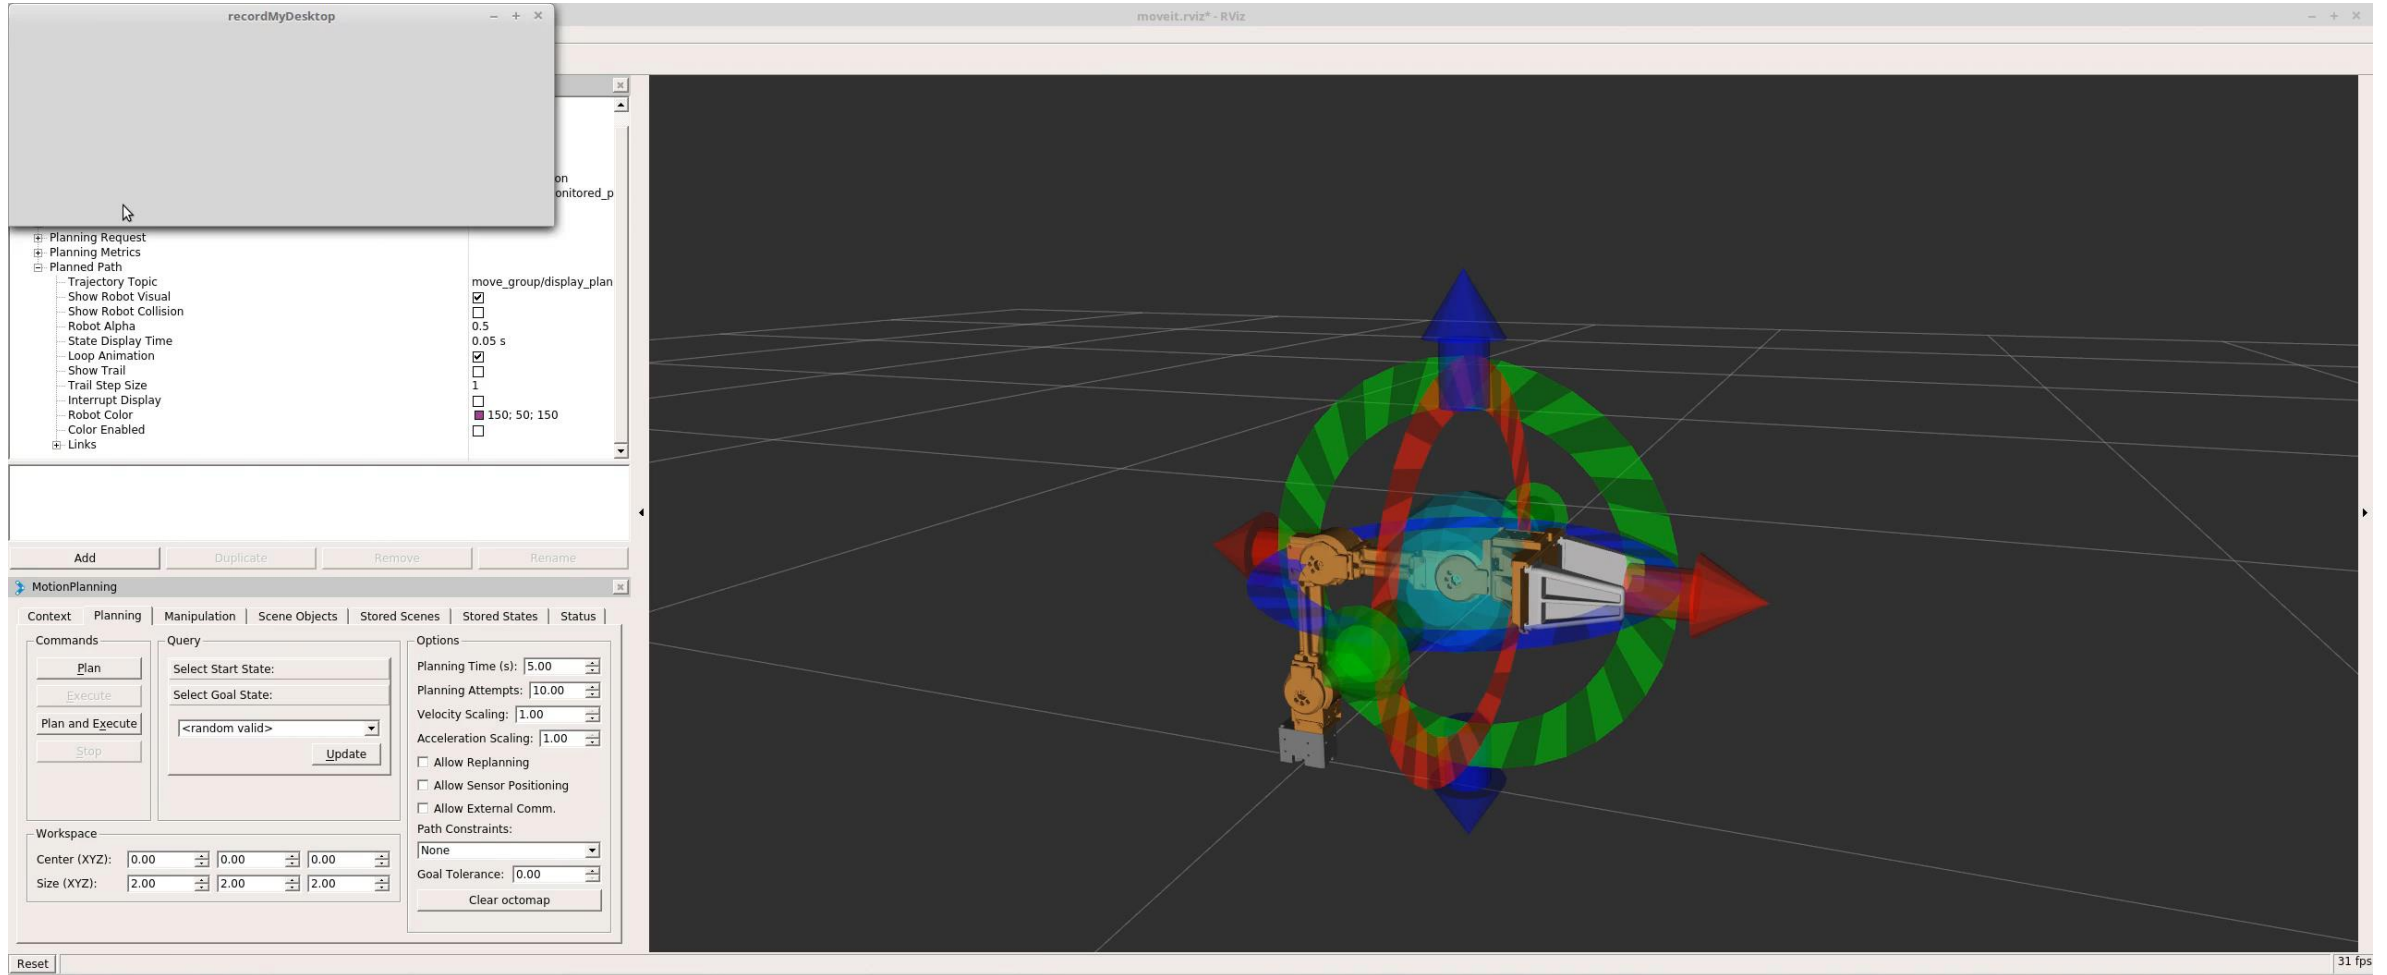 recordMyDesktop
moveit.rviz* - RViz
on
onitored_p
Planning Request
Planning Metrics
Planned Path
Trajectory Topic move_group/display_plan
Show Robot Visual
Show Robot Collision
Robot Alpha 0.5
State Display Time 0.05 s
Loop Animation
Show Trail
Trail Step Size 1
Interrupt Display
Robot Color 150; 50; 150
Color Enabled
Links
Add Duplicate Remove Rename
MotionPlanning
Context Planning Manipulation Scene Objects Stored Scenes Stored States Status
Commands
Plan
Execute
Plan and Execute
Stop
Query
Select Start State:
Select Goal State:
<random valid>
Update
Options
Planning Time (s): 5.00
Planning Attempts: 10.00
Velocity Scaling: 1.00
Acceleration Scaling: 1.00
Allow Replanning
Allow Sensor Positioning
Allow External Comm.
Path Constraints:
None
Goal Tolerance: 0.00
Clear octomap
Workspace
Center (XYZ): 0.00 0.00 0.00
Size (XYZ): 2.00 2.00 2.00
Reset
31 fps